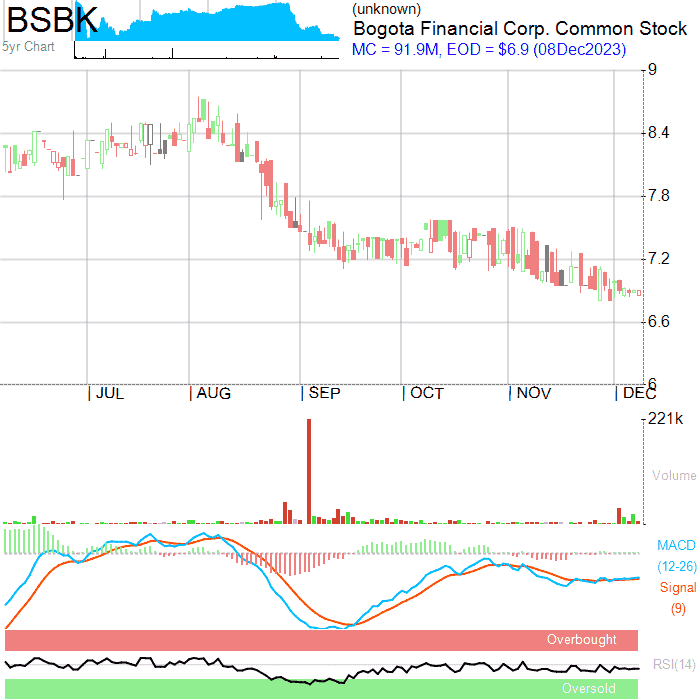 BSBK
5yr Chart
(unknown)
Bogota Financial Corp. Common Stock
MC = 91.9M, EOD = $6.9 (08Dec2023)
9
8.4
7.8
7.2
6.6
6
JUL AUG SEP OCT NOV DEC
221k
Volume
MACD
(12-26)
Signal
(9)
Overbought
RSI(14)
Oversold